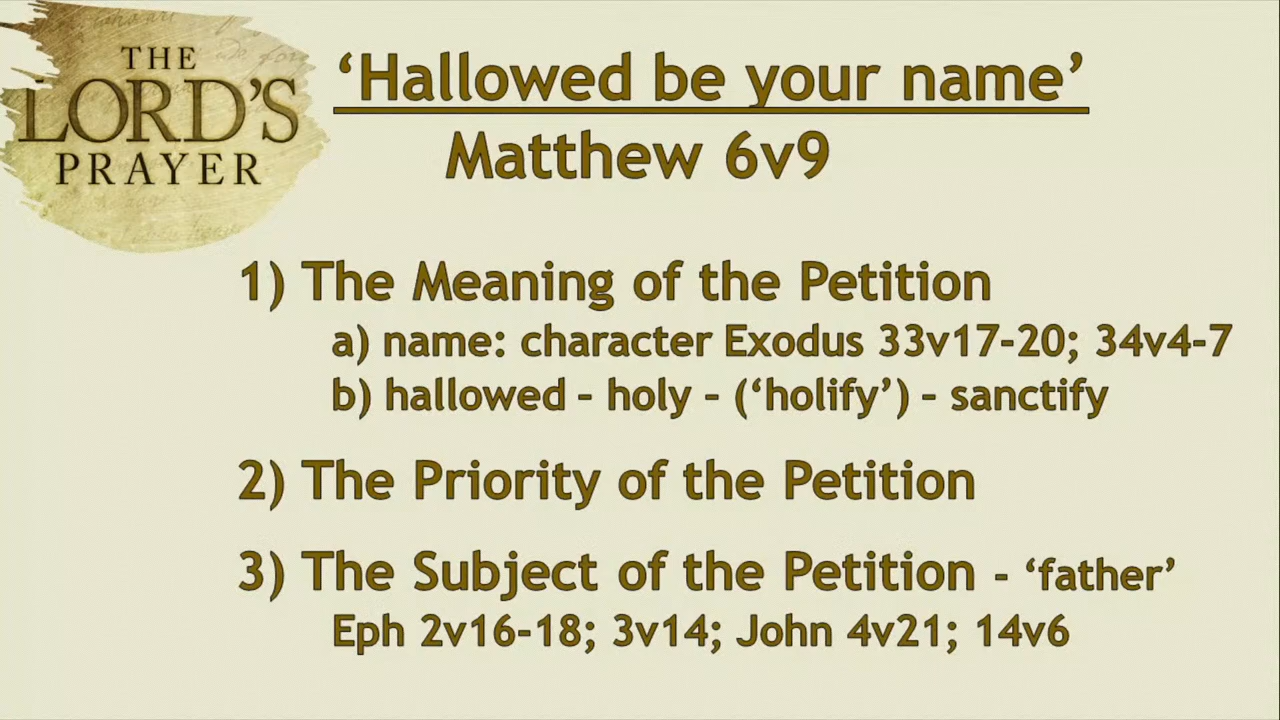 THE
LORD'S
PRAYER
‘Hallowed be your name’
Matthew 6v9
1) The Meaning of the Petition
a) name: character Exodus 33v17-20; 34v4-7
b) hallowed - holy - (‘holify’) - sanctify
2) The Priority of the Petition
3) The Subject of the Petition - ‘father’
Eph 2v16-18; 3v14; John 4v21; 14v6